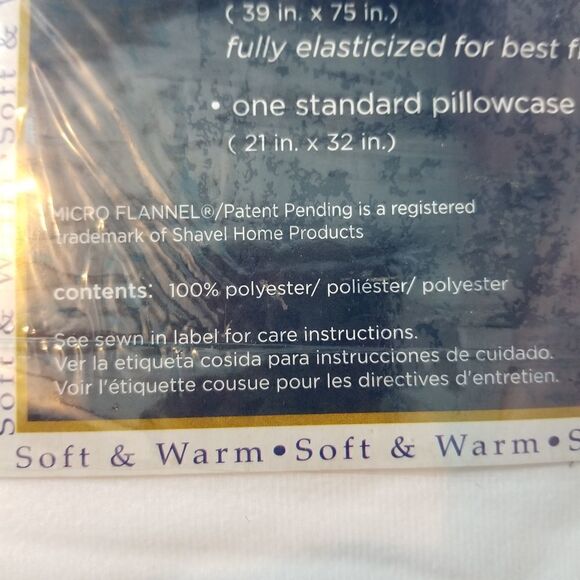 ( 39 in. x 75 in.)
fully elasticized for best
• one standard pillowcase
( 21 in. x 32 in.)
MICRO FLANNEL®/Patent Pending is a registered
trademark of Shavel Home Products
contents: 100% polyester/ poliéster/ polyester
See sewn in label for care instructions.
Ver la etiqueta cosida para instrucciones de cuidado.
Voir l'étiquette cousue pour les directives d'entretien.
Soft & Warm • Soft & Warm •
Soft & W
Soft &